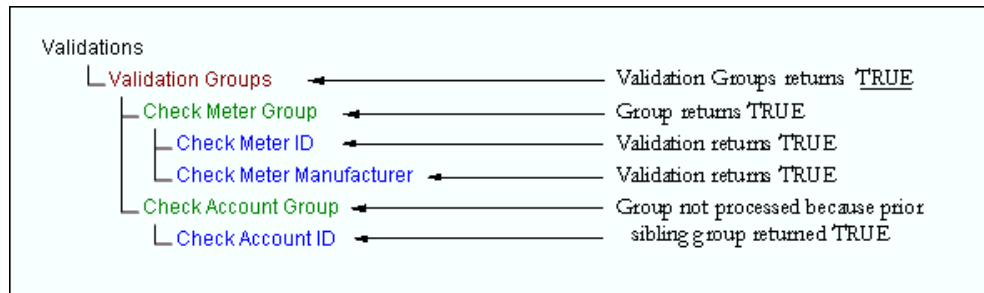 Validations
Validation Groups Validation Groups returns TRUE
Check Meter Group Group returns TRUE
Check Meter ID Validation returns TRUE
Check Meter Manufacturer Validation returns TRUE
Check Account Group Group not processed because prior
Check Account ID sibling group returned TRUE